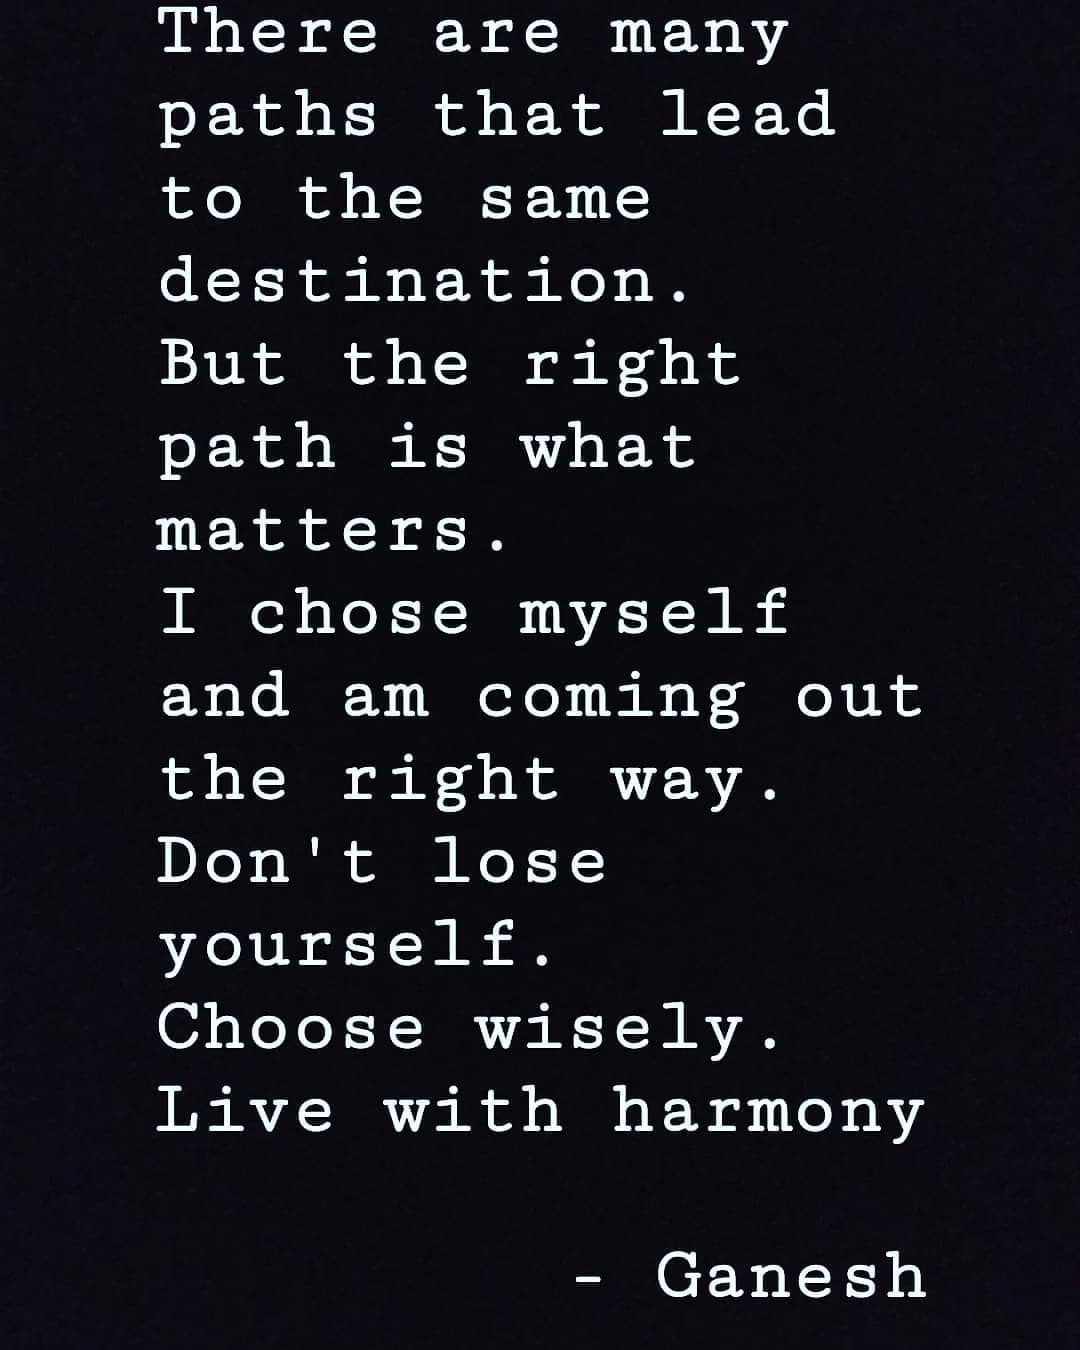 There are many
paths that lead
to the same
destination.
But the right
path is what
matters.
I chose myself
and am coming out
the right way.
Don't lose
yourself.
Choose wisely.
Live with harmony
- Ganesh